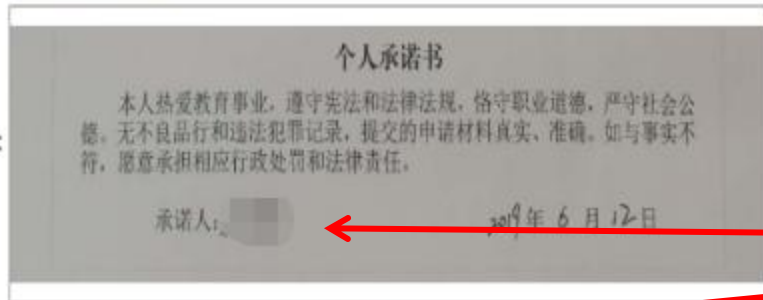 个人承诺书
本人热爱教育事业，遵守宪法和法律法规，恪守职业道德，严守社会公
德。无不良品行和违法犯罪记录，提交的申请材料真实、准确。如与事实不
符，愿意承担相应行政处罚和法律责任。
承诺人: 2019年6月12日